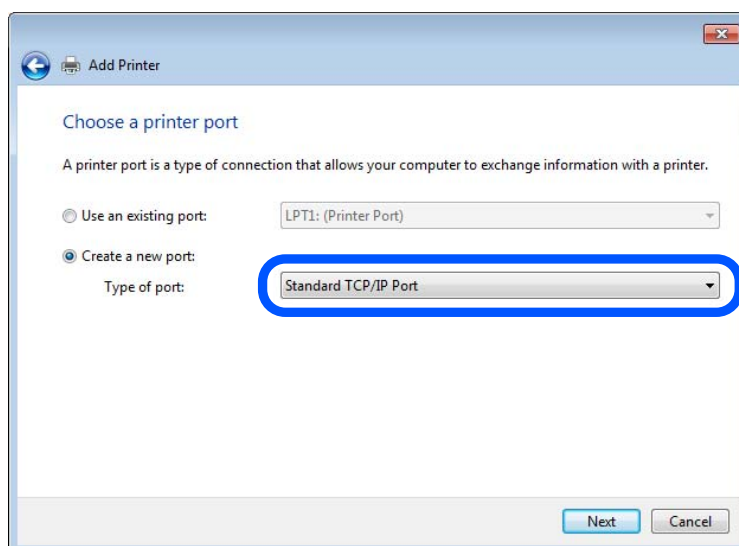 Add Printer
Choose a printer port
A printer port is a type of connection that allows your computer to exchange information with a printer.
Use an existing port: LPT1: (Printer Port)
Create a new port:
Type of port: Standard TCP/IP Port
Next Cancel